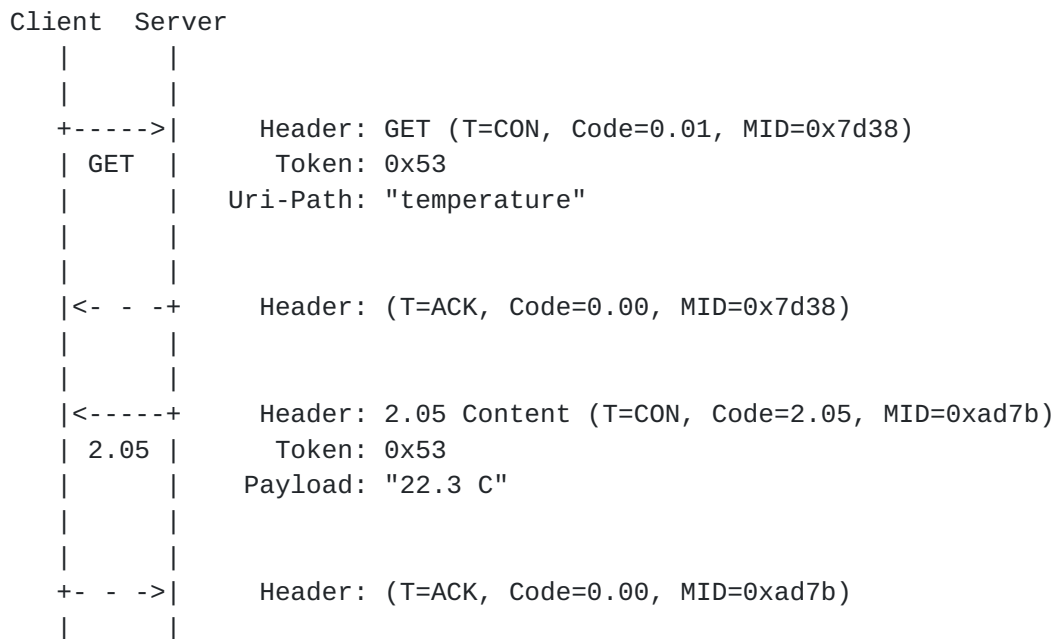 Client  Server
   |      |
   |      |
   +----->|     Header: GET (T=CON, Code=0.01, MID=0x7d38)
   | GET  |      Token: 0x53
   |      |   Uri-Path: "temperature"
   |      |
   |      |
   |<- - -+     Header: (T=ACK, Code=0.00, MID=0x7d38)
   |      |
   |      |
   |<-----+     Header: 2.05 Content (T=CON, Code=2.05, MID=0xad7b)
   | 2.05 |      Token: 0x53
   |      |    Payload: "22.3 C"
   |      |
   |      |
   +- - ->|     Header: (T=ACK, Code=0.00, MID=0xad7b)
   |      |